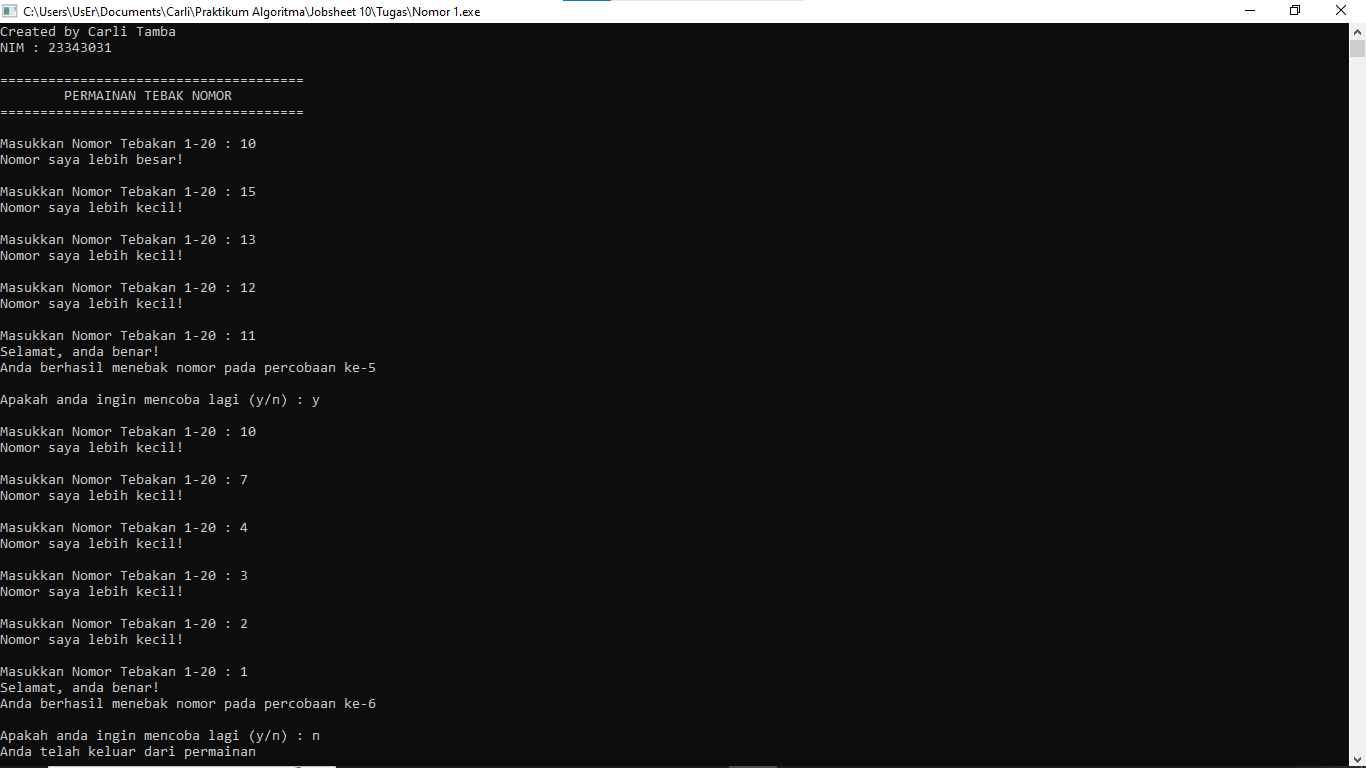 C:\Users\UsEr\Documents\Carli\Praktikum Algoritma\Jobsheet 10\Tugas\Nomor 1.exe
Created by Carli Tamba
NIM : 23343031
======================================
PERMAINAN TEBAK NOMOR
======================================
Masukkan Nomor Tebakan 1-20 : 10
Nomor saya lebih besar!
Masukkan Nomor Tebakan 1-20 : 15
Nomor saya lebih kecil!
Masukkan Nomor Tebakan 1-20 : 13
Nomor saya lebih kecil!
Masukkan Nomor Tebakan 1-20 : 12
Nomor saya lebih kecil!
Masukkan Nomor Tebakan 1-20 : 11
Selamat, anda benar!
Anda berhasil menebak nomor pada percobaan ke-5
Apakah anda ingin mencoba lagi (y/n) : y
Masukkan Nomor Tebakan 1-20 : 10
Nomor saya lebih kecil!
Masukkan Nomor Tebakan 1-20 : 7
Nomor saya lebih kecil!
Masukkan Nomor Tebakan 1-20 : 4
Nomor saya lebih kecil!
Masukkan Nomor Tebakan 1-20 : 3
Nomor saya lebih kecil!
Masukkan Nomor Tebakan 1-20 : 2
Nomor saya lebih kecil!
Masukkan Nomor Tebakan 1-20 : 1
Selamat, anda benar!
Anda berhasil menebak nomor pada percobaan ke-6
Apakah anda ingin mencoba lagi (y/n) : n
Anda telah keluar dari permainan